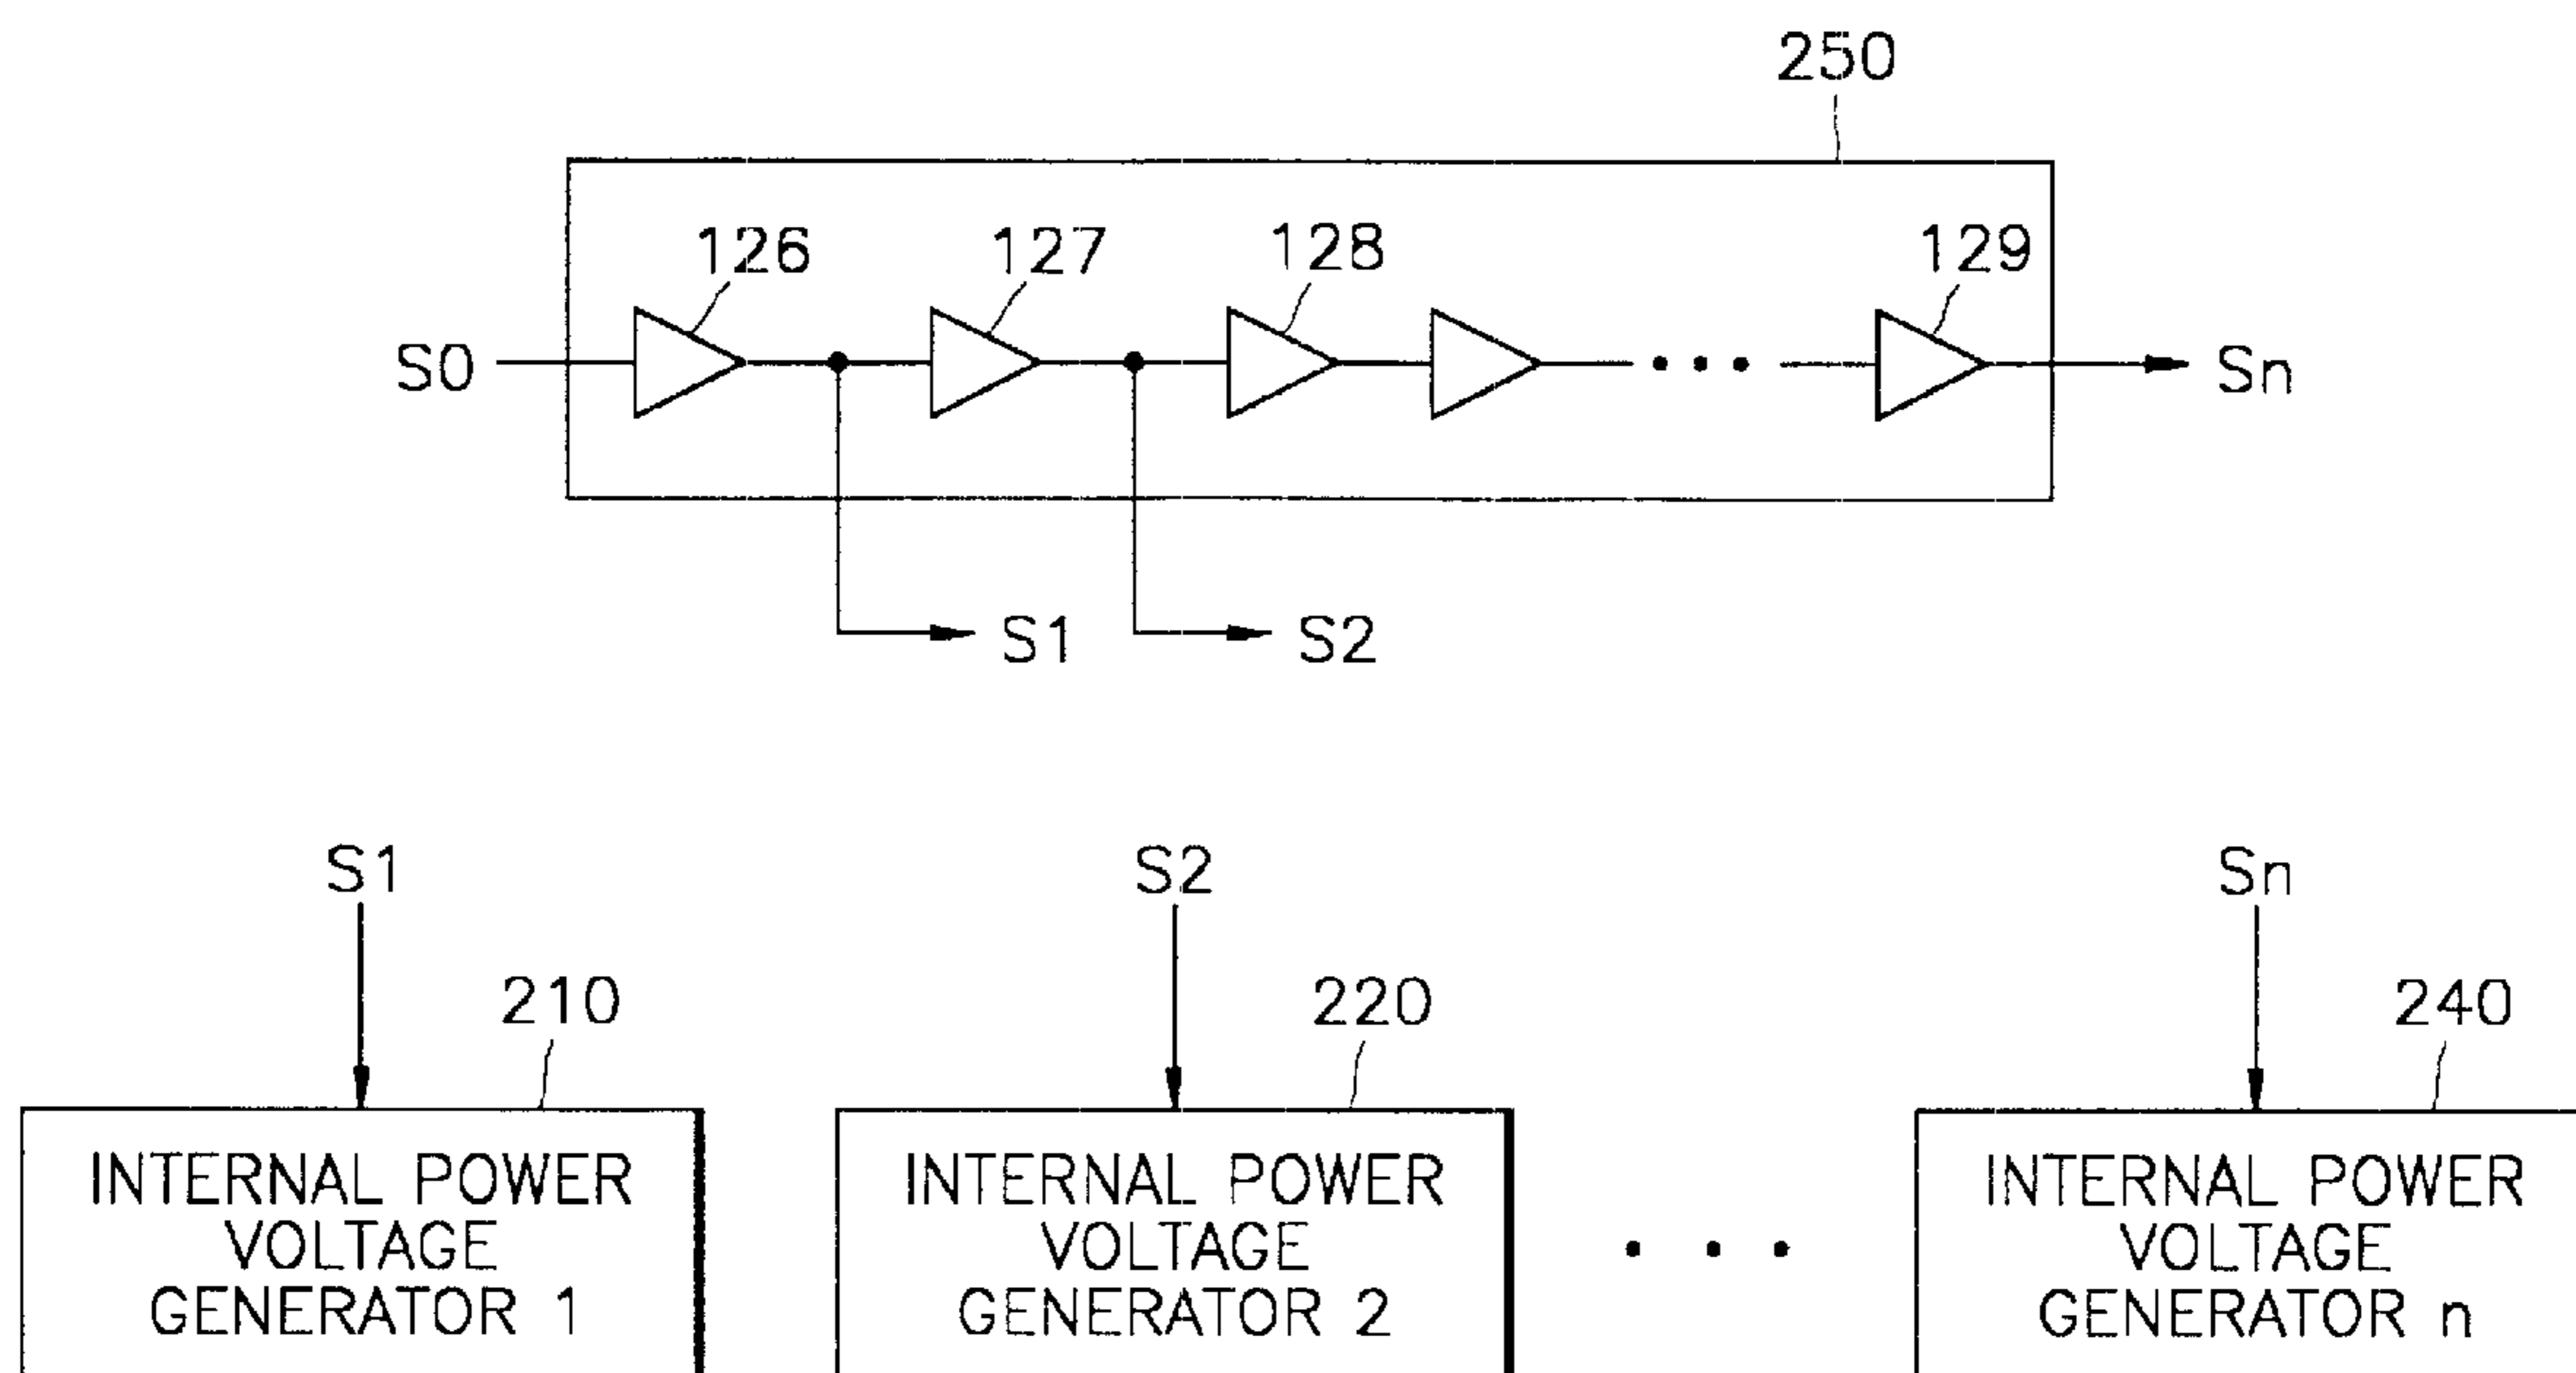 250
126 127 128 129
S0 Sn
S1 S2
S1 S2 Sn
210 220 240
INTERNAL POWER
VOLTAGE
GENERATOR 1
INTERNAL POWER
VOLTAGE
GENERATOR 2
INTERNAL POWER
VOLTAGE
GENERATOR n